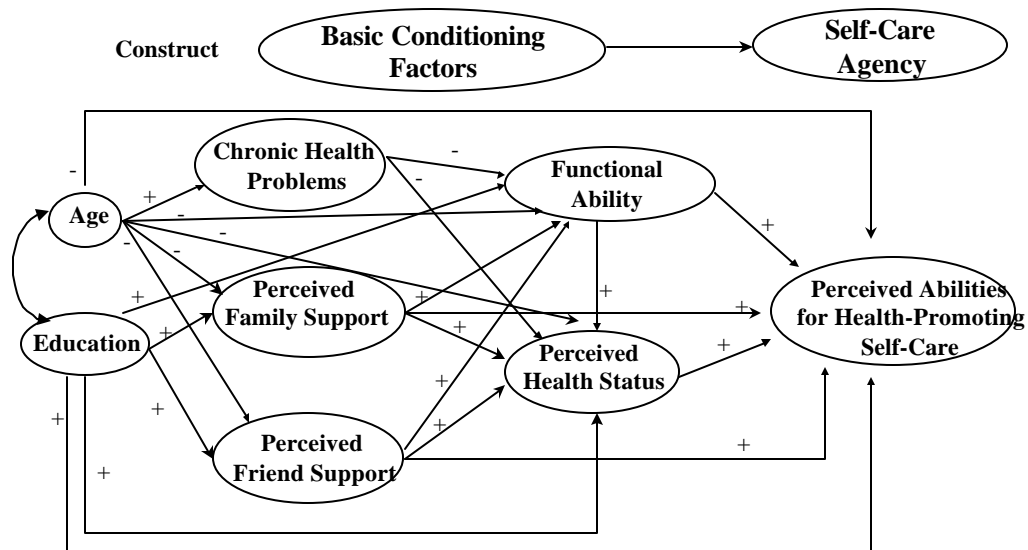 Construct
Basic Conditioning
Factors
Self-Care
Agency
Chronic Health
Problems
Functional
Ability
-
-
-
+
Age
-
-
-
-
+
Perceived
Family Support
+
+
+
+
+
Perceived Abilities
for Health-Promoting
Self-Care
Education
+
+
Perceived
Health Status
+
+
+
+
+
Perceived
Friend Support
+
+